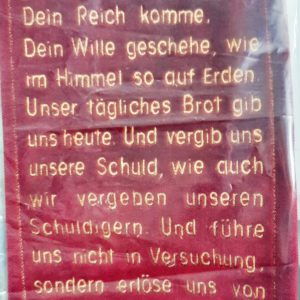 Dein Reich komme.
Dein Wille geschehe, wie
im Himmel so auf Erden.
Unser tägliches Brot gib
uns heute. Und vergib uns
unsere Schuld, wie auch
wir vergeben unseren
Schuldigern. Und führe
uns nicht in Versuchung,
sondern erlöse uns von